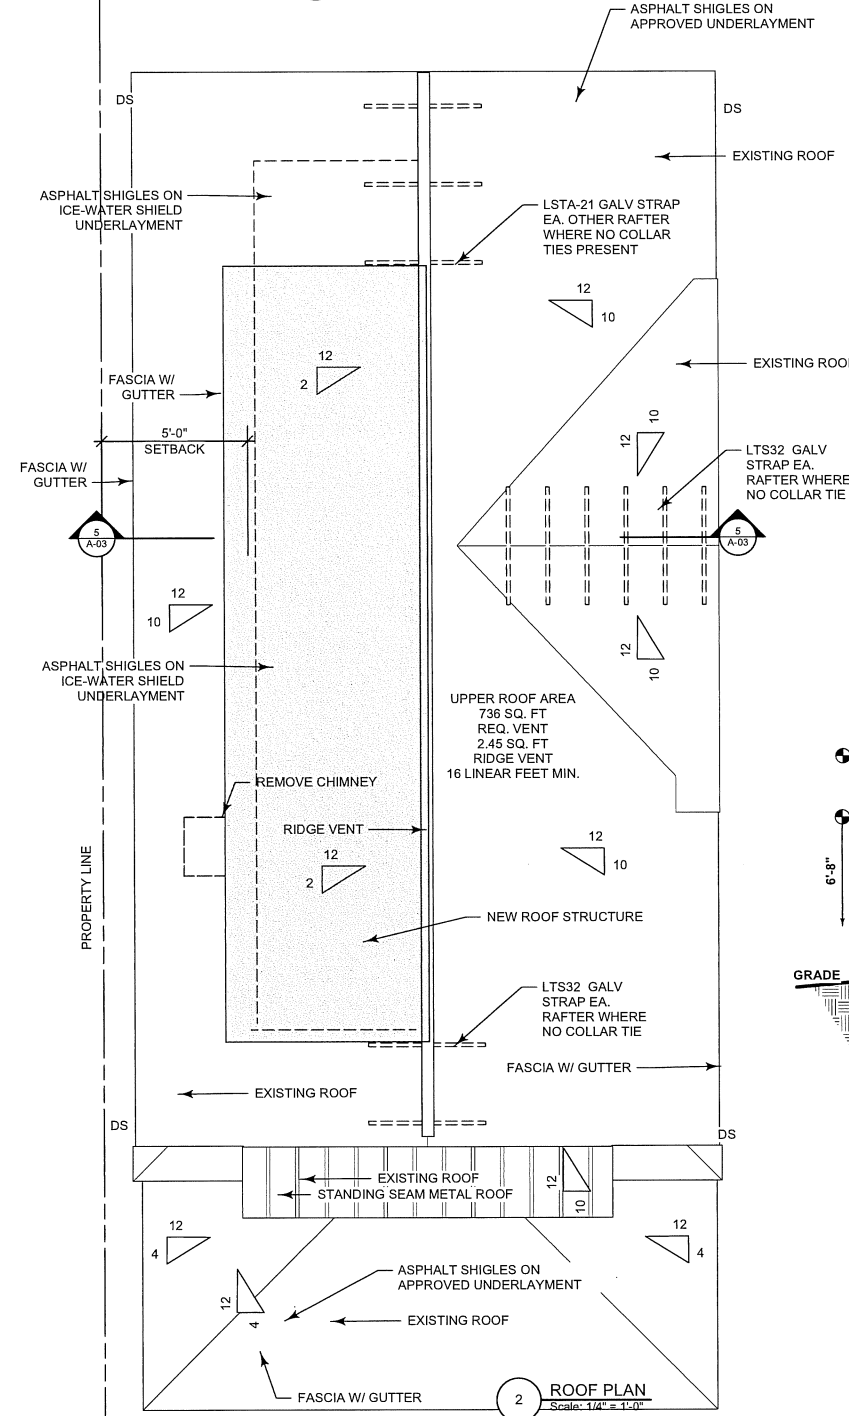 ASPHALT SHIGLES ON
APPROVED UNDERLAYMENT
DS
DS
EXISTING ROOF
ASPHALT SHIGLES ON
ICE-WATER SHIELD
UNDERLAYMENT
LSTA-21 GALV STRAP
EA. OTHER RAFTER
WHERE NO COLLAR
TIES PRESENT
12
10
12
2
EXISTING ROOF
FASCIA W/
GUTTER
5'-0"
SETBACK
12
10
LTS32 GALV
STRAP EA.
RAFTER WHERE
NO COLLAR TIE
FASCIA W/
GUTTER
5
A-03
5
A-03
12
10
12
10
ASPHALT SHIGLES ON
ICE-WATER SHIELD
UNDERLAYMENT
UPPER ROOF AREA
736 SQ. FT
REQ. VENT
2.45 SQ. FT
RIDGE VENT
16 LINEAR FEET MIN.
REMOVE CHIMNEY
RIDGE VENT
12
2
12
10
6'-8"
PROPERTY LINE
NEW ROOF STRUCTURE
GRADE
LTS32 GALV
STRAP EA.
RAFTER WHERE
NO COLLAR TIE
FASCIA W/ GUTTER
EXISTING ROOF
DS
DS
EXISTING ROOF
STANDING SEAM METAL ROOF
12
10
12
4
12
4
12
4
ASPHALT SHIGLES ON
APPROVED UNDERLAYMENT
EXISTING ROOF
FASCIA W/ GUTTER
2
ROOF PLAN
Scale: 1/4" = 1'-0"